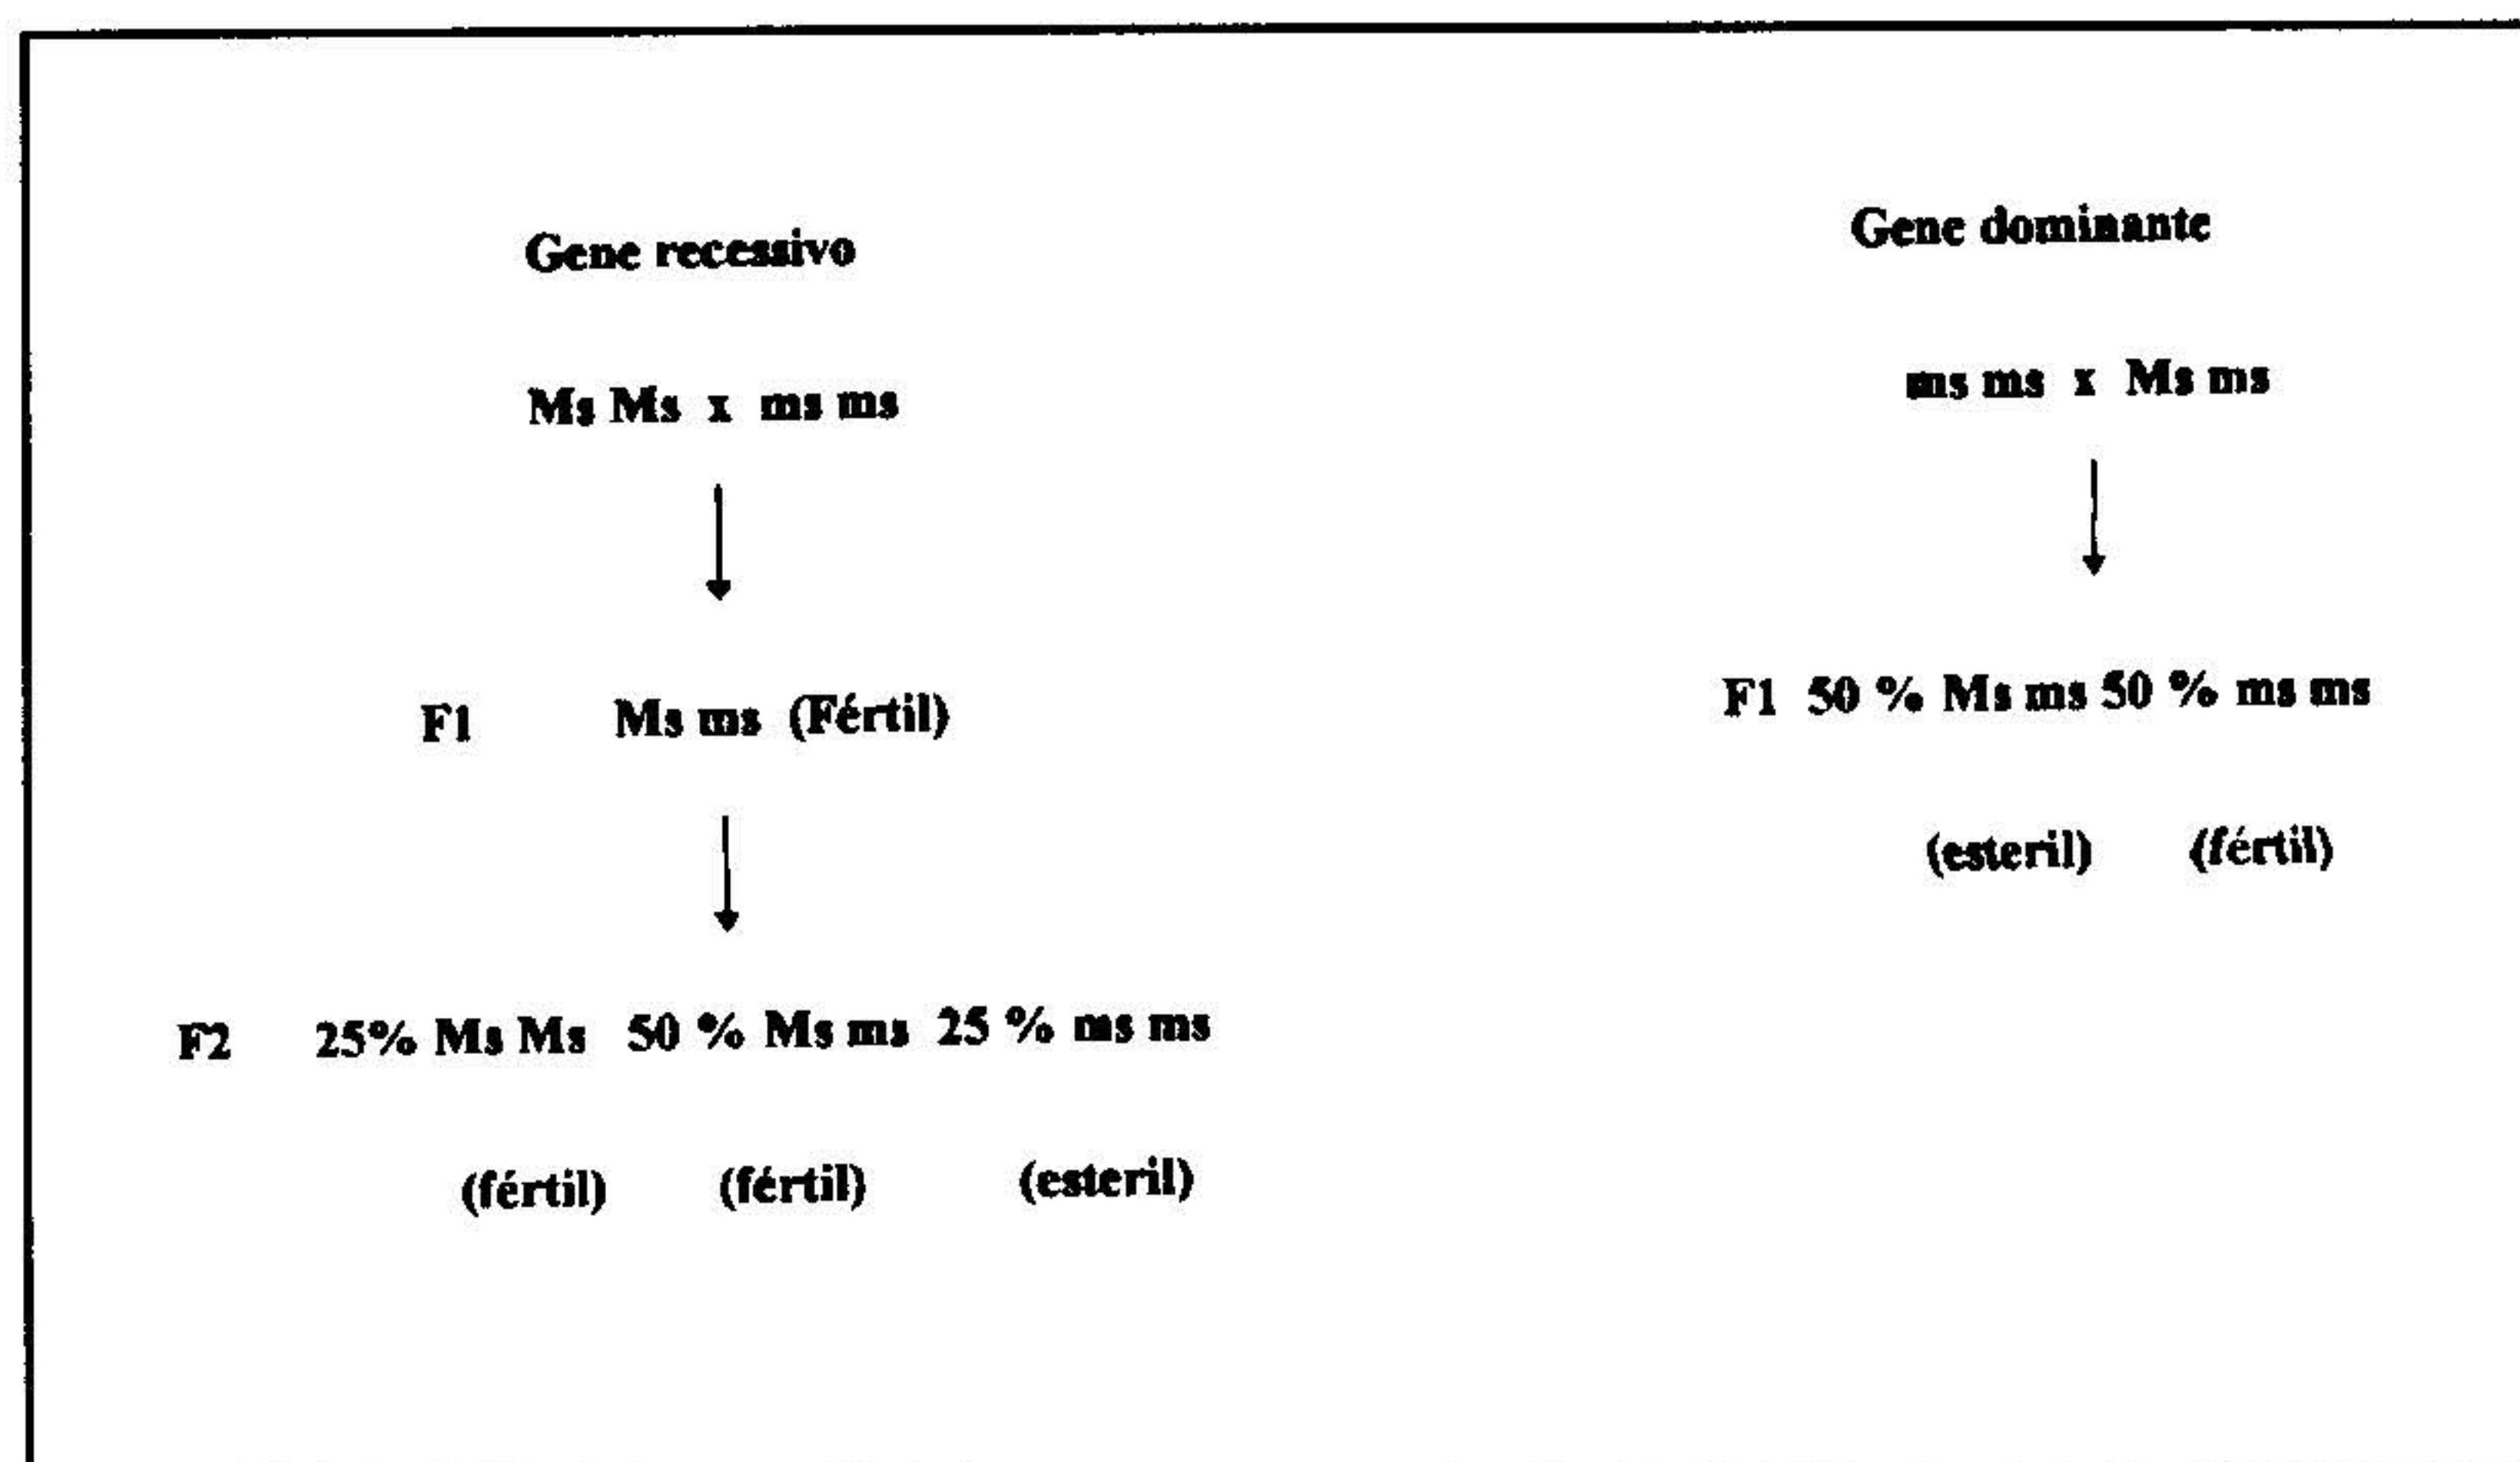 Gene recessivo
Ms Ms x ms ms
F1 Ms ms (Fértil)
F2 25% Ms Ms 50 % Ms ms 25 % ms ms
(fértil) (fértil) (esteril)
Gene dominante
ms ms x Ms ms
F1 50 % Ms ms 50 % ms ms
(esteril) (fértil)